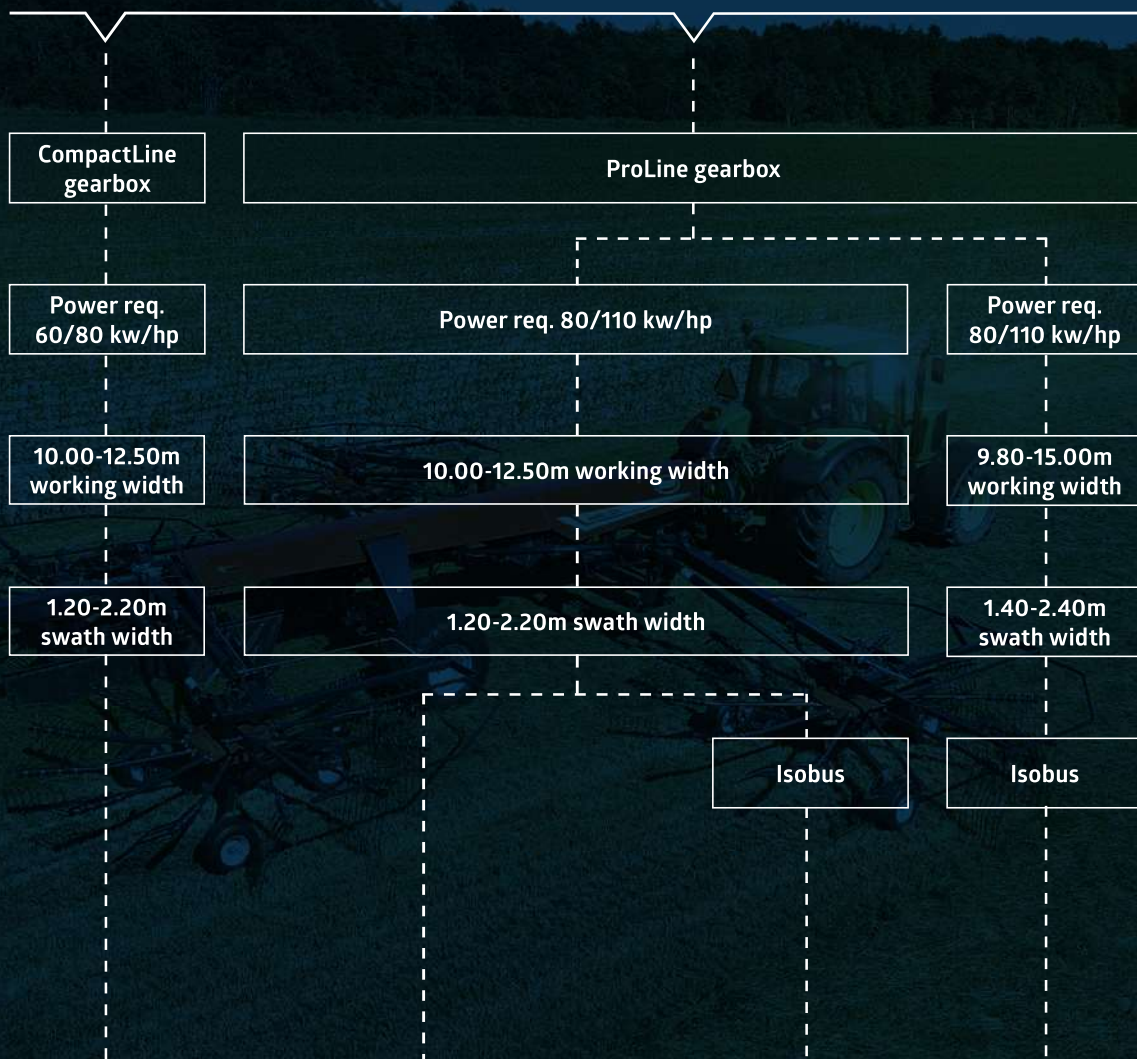 CompactLine
gearbox
ProLine gearbox
Power req.
60/80 kw/hp
Power req. 80/110 kw/hp
Power req.
80/110 kw/hp
10.00-12.50m
working width
10.00-12.50m working width
9.80-15.00m
working width
1.20-2.20m
swath width
1.20-2.20m swath width
1.40-2.40m
swath width
Isobus
Isobus